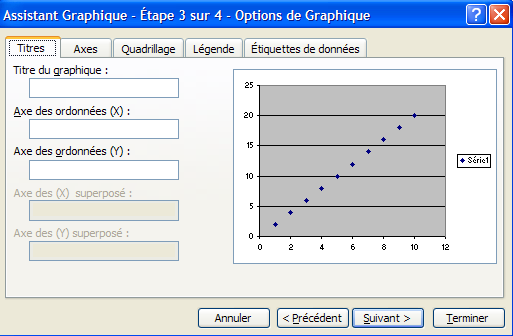 Assistant Graphique - Étape 3 sur 4 - Options de Graphique
Titres Axes Quadrillage Légende Étiquettes de données
Titre du graphique :
Axe des ordonnées (X) :
Axe des ordonnées (Y) :
Axe des (X) superposé :
Axe des (Y) superposé :
25
20
15
10
5
0
0 2 4 6 8 10 12
Série1
Annuler < Précédent Suivant > Terminer